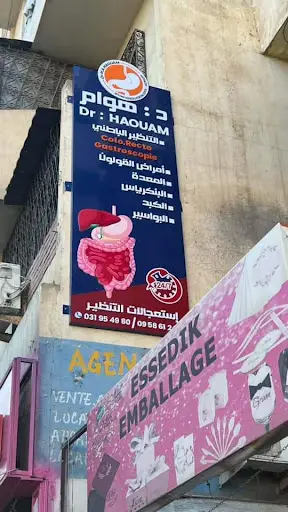 د : هوام
Dr : HAOUAM
التنظير الباطني
Colo,Recto
Gastroscopie
أمراض القولون
المعدة
البنكرياس
الكبد
البواسير
24/7
إستعجالات التنظير
031 95 49 80 / 09 58 61 2
AGEN
VENTE
LOCA
ESSEDIK
EMBALLAGE